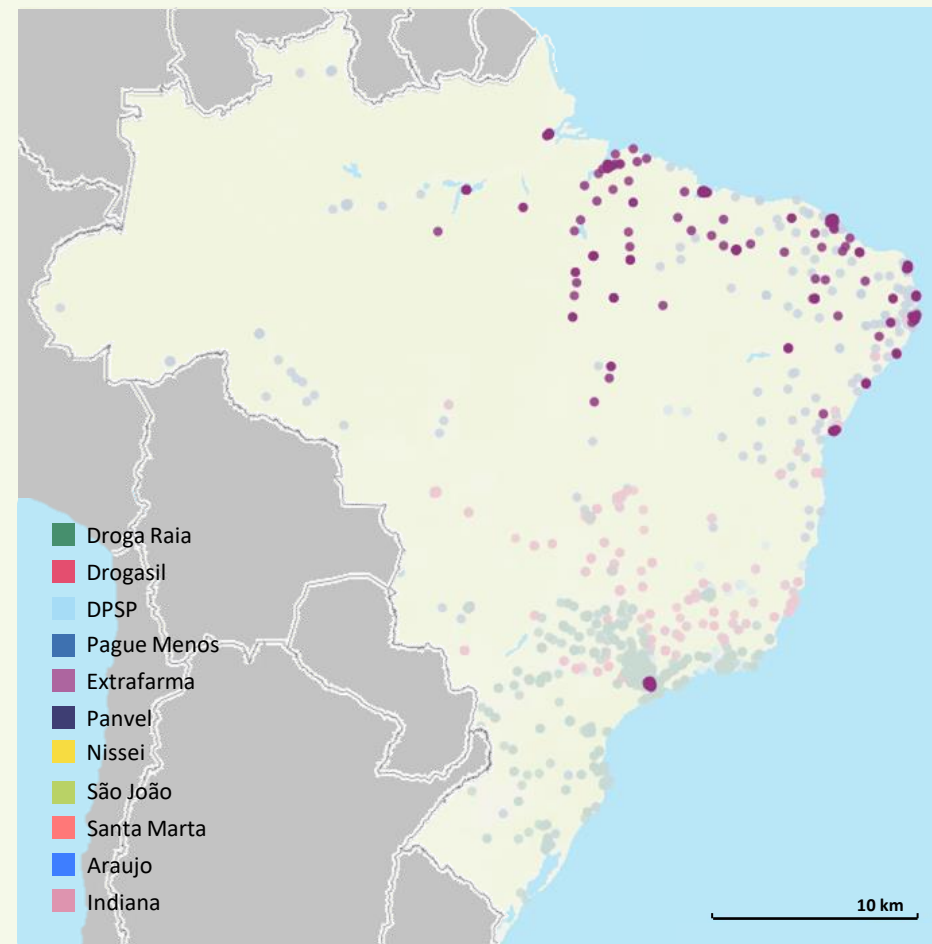 Droga Raia
Drogasil
DPSP
Pague Menos
Extrafarma
Panvel
Nissei
São João
Santa Marta
Araujo
Indiana
10 km